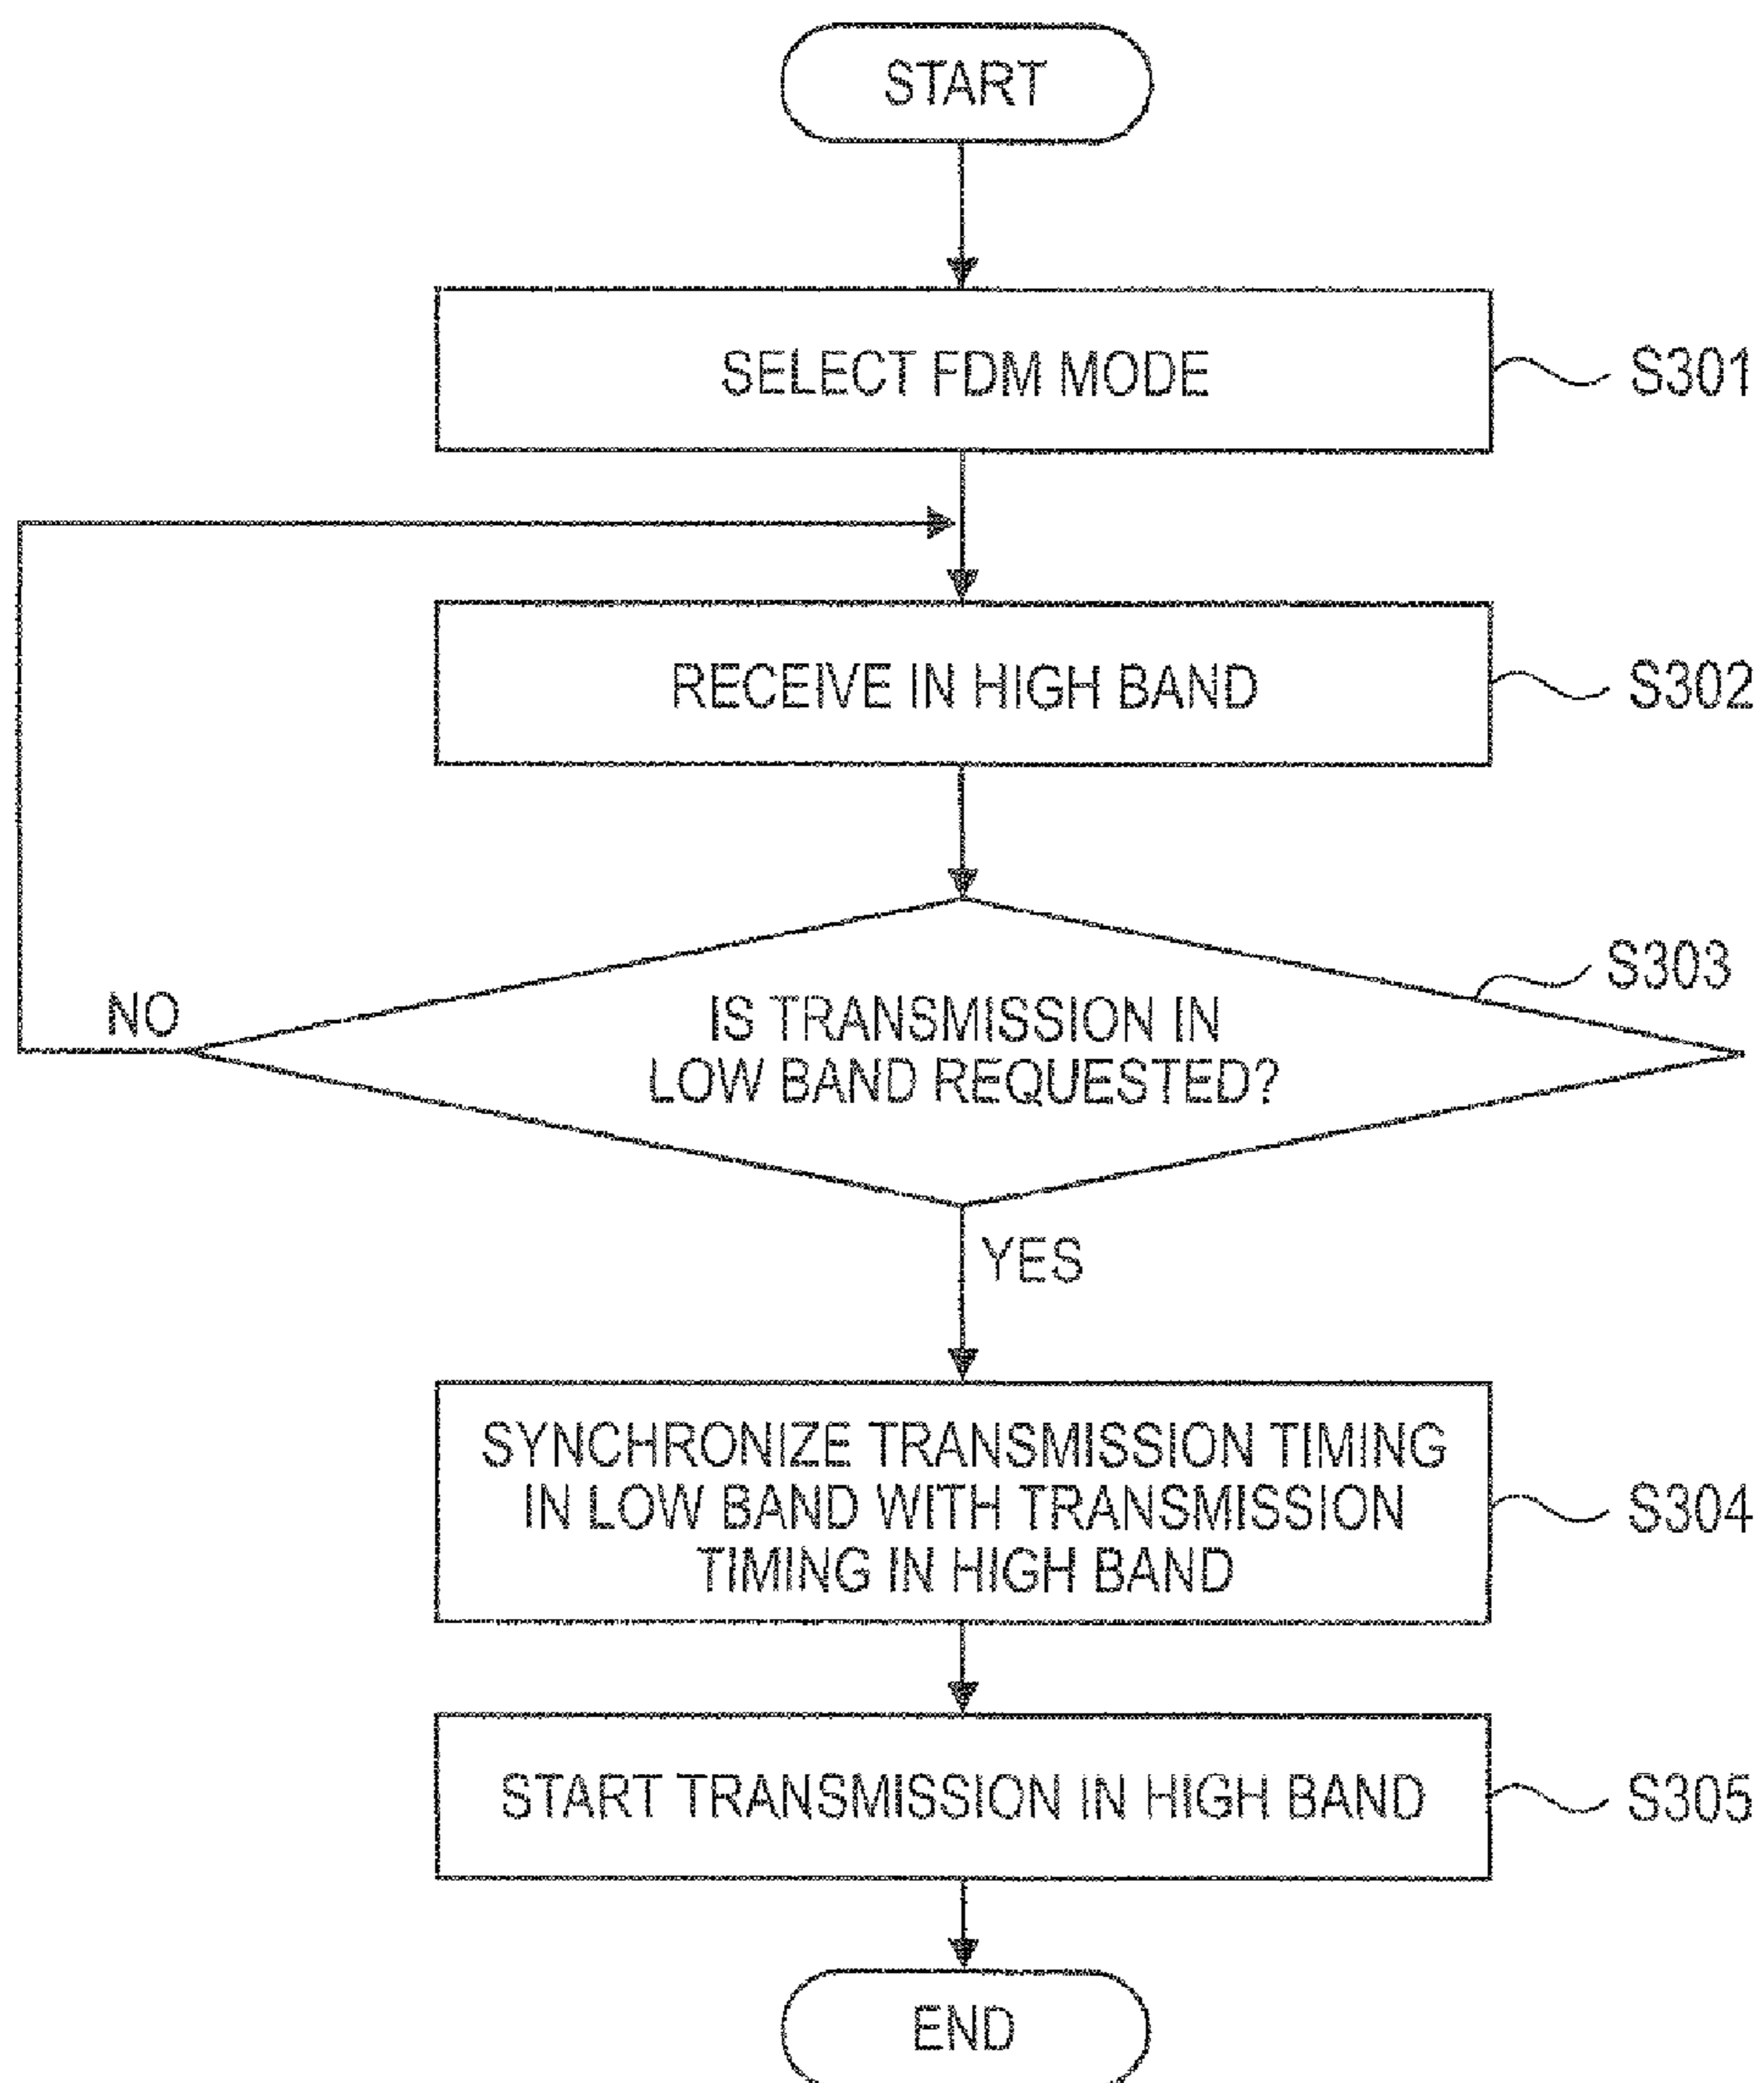 START
SELECT FDM MODE
S301
RECEIVE IN HIGH BAND
S302
S303
NO
IS TRANSMISSION IN
LOW BAND REQUESTED?
YES
SYNCHRONIZE TRANSMISSION TIMING
IN LOW BAND WITH TRANSMISSION
TIMING IN HIGH BAND
S304
START TRANSMISSION IN HIGH BAND
S305
END